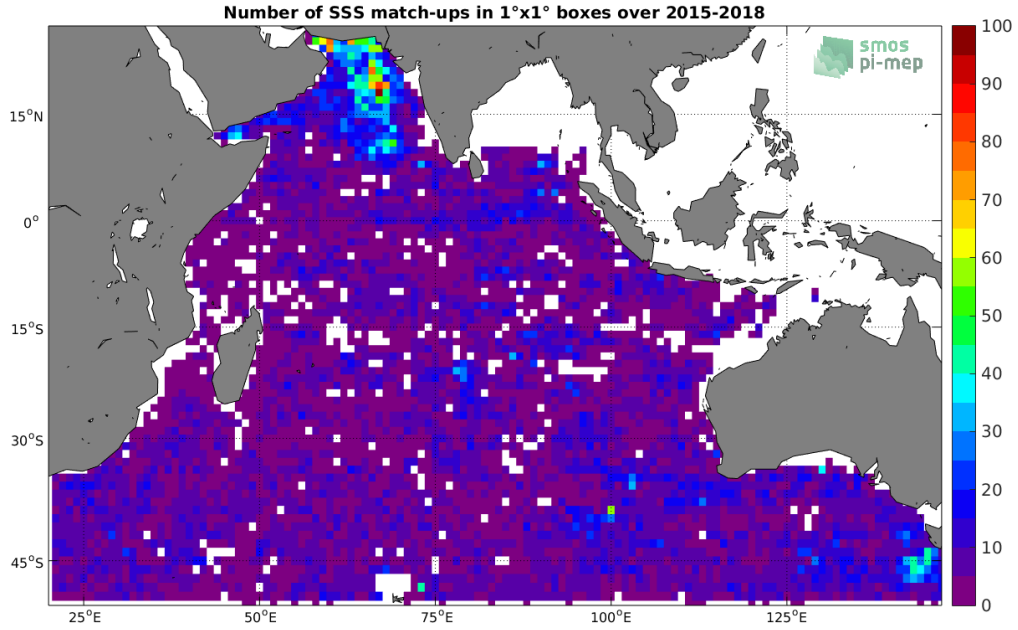 Number of SSS match-ups in 1°x1° boxes over 2015-2018
smos
pi-mep
15°N
0°
15°S
30°S
45°S
25°E
50°E
75°E
100°E
125°E
100
90
80
70
60
50
40
30
20
10
0